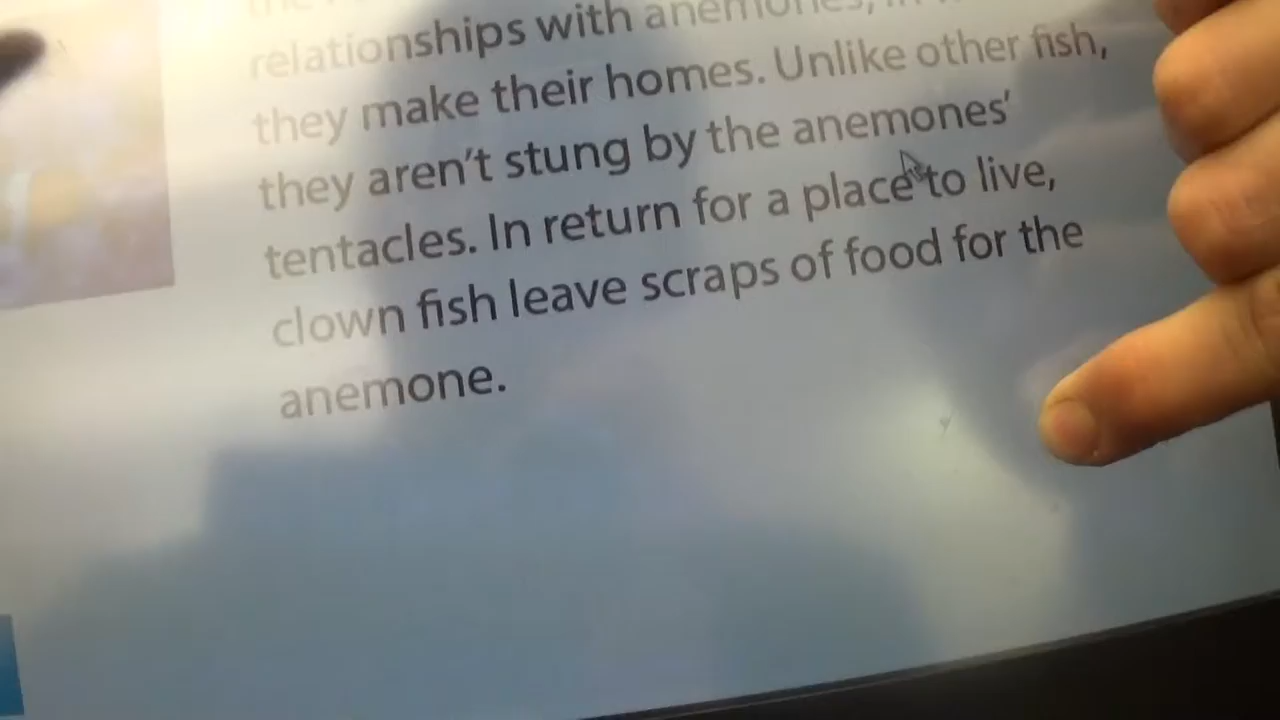 relationships with anemones,
they make their homes. Unlike other fish,
they aren't stung by the anemones'
tentacles. In return for a place to live,
clown fish leave scraps of food for the
anemone.